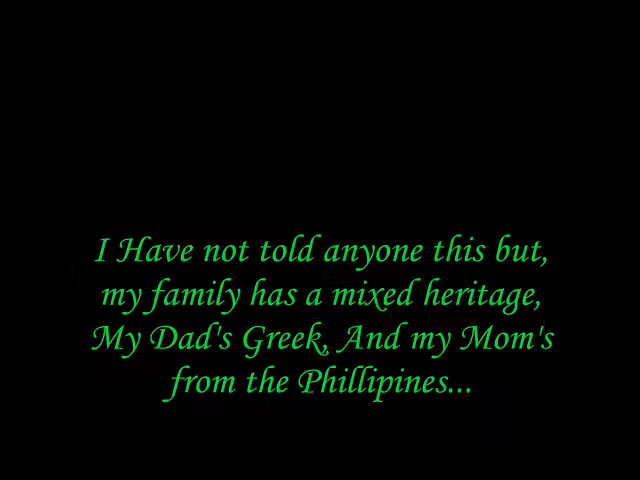 I Have not told anyone this but,
my family has a mixed heritage,
My Dad's Greek, And my Mom's
from the Phillipines...